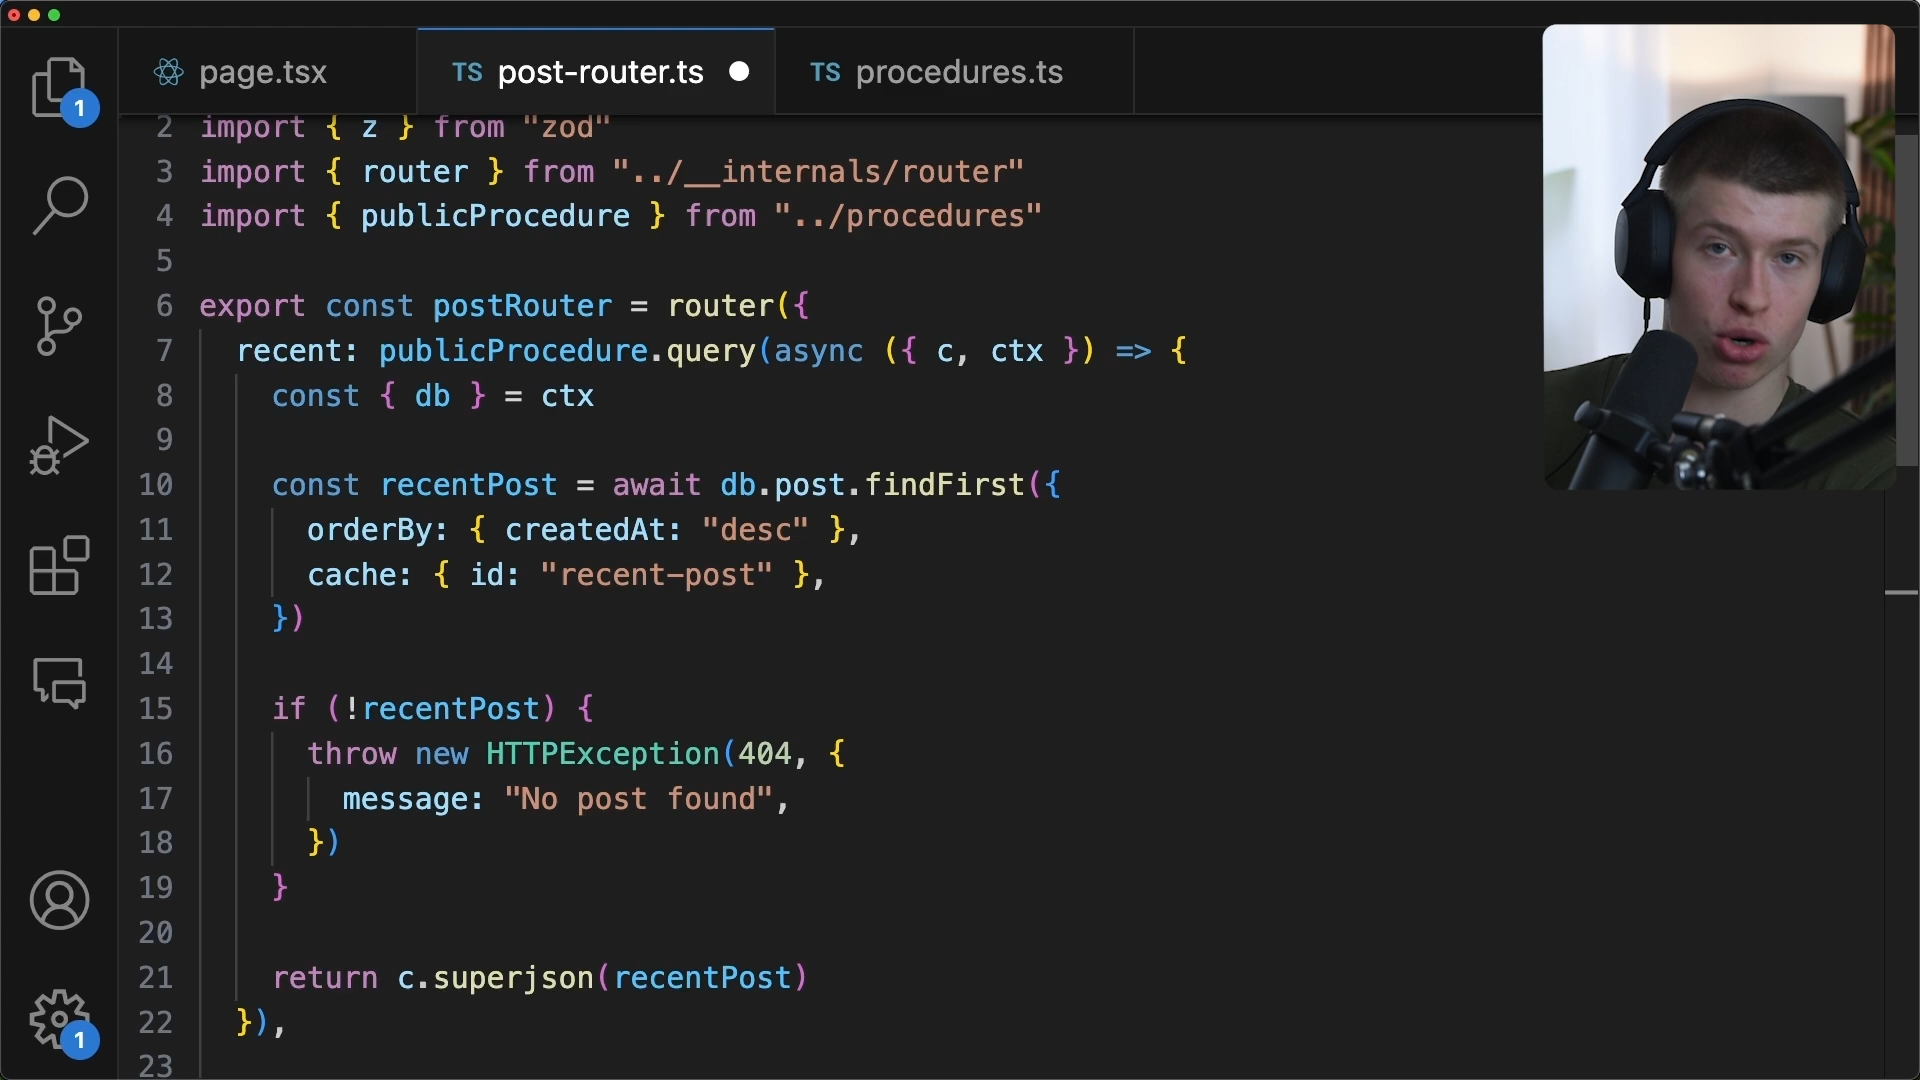 page.tsx
TS post-router.ts
TS procedures.ts
1
1
2 import { z } from "zod"
3 import { router } from "../__internals/router"
4 import { publicProcedure } from "../procedures"
5
6 export const postRouter = router({
7 recent: publicProcedure.query(async ({ c, ctx }) => {
8 const { db } = ctx
9
10 const recentPost = await db.post.findFirst({
11 orderBy: { createdAt: "desc" },
12 cache: { id: "recent-post" },
13 })
14
15 if (!recentPost) {
16 throw new HTTPException(404, {
17 message: "No post found",
18 })
19 }
20
21 return c.superjson(recentPost)
22 }),
23